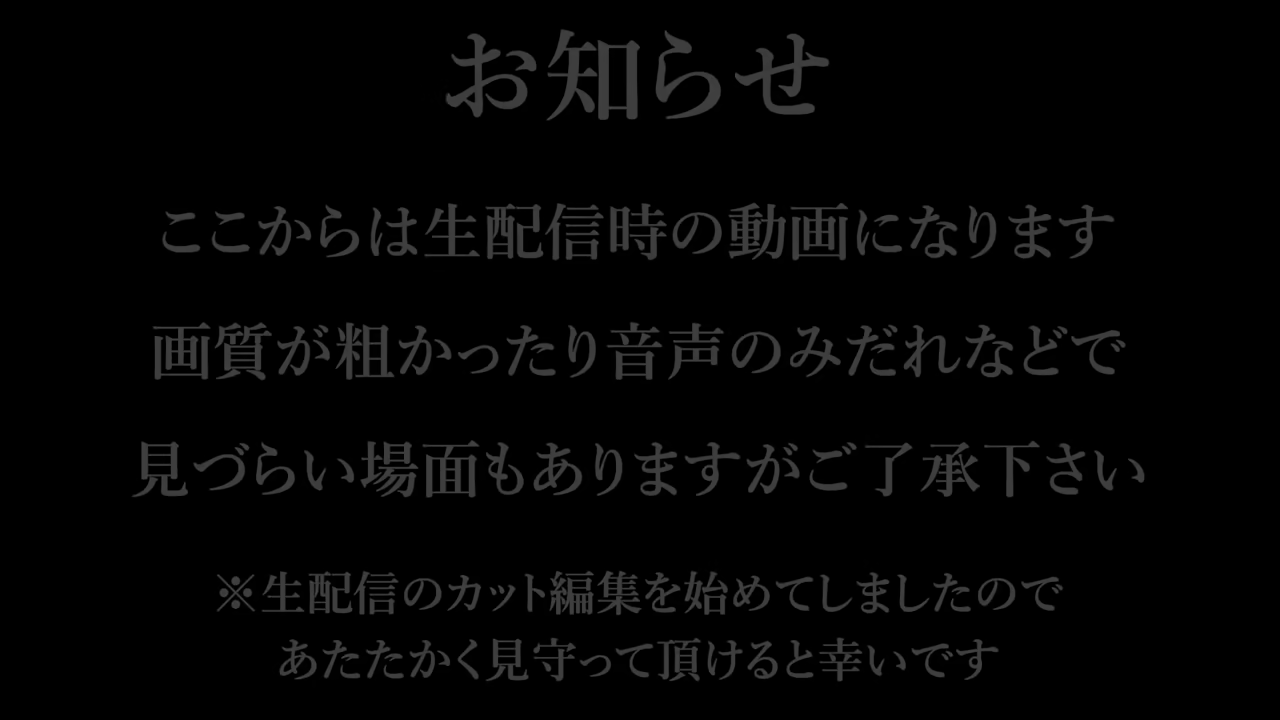 お知らせ
ここからは生配信時の動画になります
画質が粗かったり音声のみだれなどで
見づらい場面もありますがご了承下さい
※生配信のカット編集を始めてしましたので
あたたかく見守って頂けると幸いです